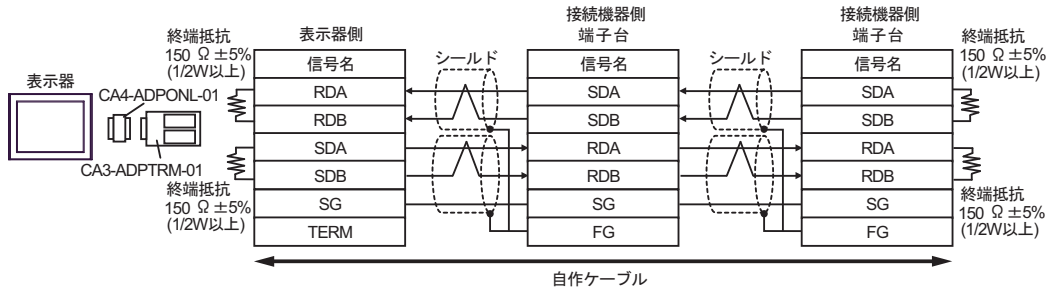 表示器
CA4-ADPONL-01
CA3-ADPTRM-01
終端抵抗
150 Ω ±5%
(1/2W以上)
終端抵抗
150 Ω ±5%
(1/2W以上)
表示器側
信号名
RDA
RDB
SDA
SDB
SG
TERM
シールド
接続機器側
端子台
信号名
SDA
SDB
RDA
RDB
SG
FG
シールド
接続機器側
端子台
信号名
SDA
SDB
RDA
RDB
SG
FG
終端抵抗
150 Ω ±5%
(1/2W以上)
終端抵抗
150 Ω ±5%
(1/2W以上)
自作ケーブル